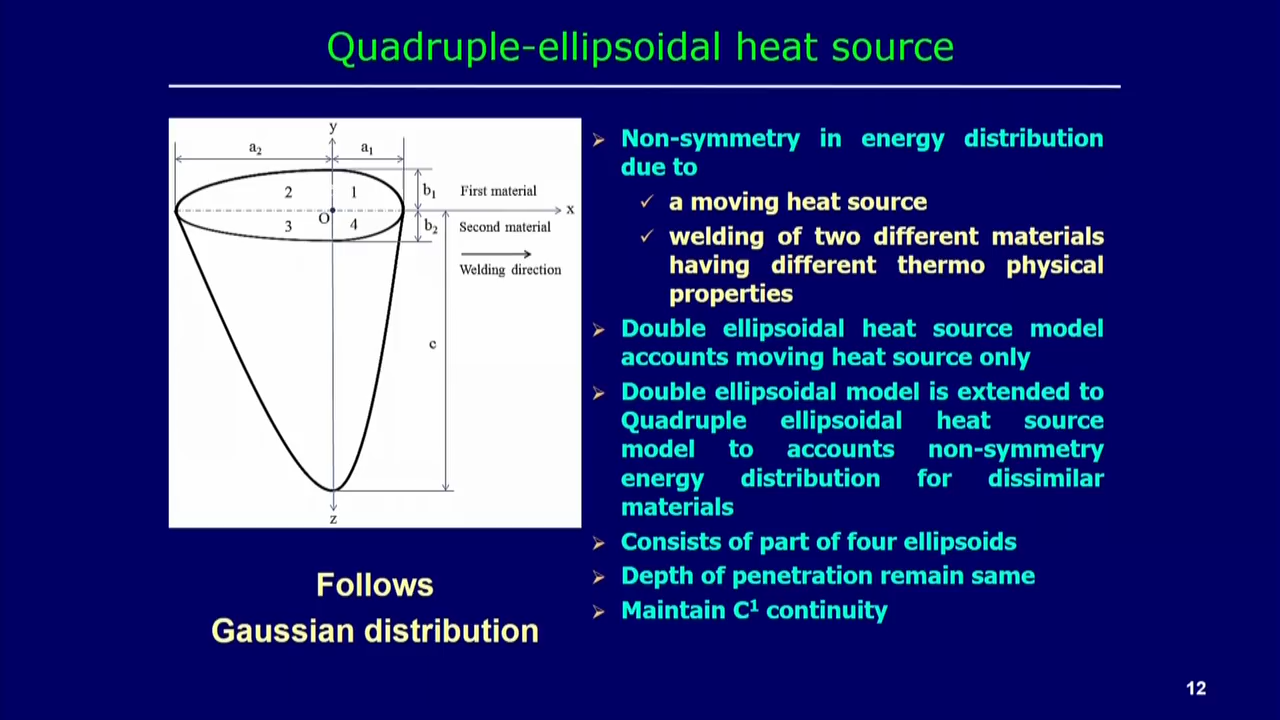 Quadruple-ellipsoidal heat source
y
a₂
a₁
2
1
b₁
First material
O
x
3
4
b₂
Second material
Welding direction
c
z
Follows
Gaussian distribution
Non-symmetry in energy distribution
due to
a moving heat source
welding of two different materials
having different thermo physical
properties
Double ellipsoidal heat source model
accounts moving heat source only
Double ellipsoidal model is extended to
Quadruple ellipsoidal heat source
model to accounts non-symmetry
energy distribution for dissimilar
materials
Consists of part of four ellipsoids
Depth of penetration remain same
Maintain C¹ continuity
12